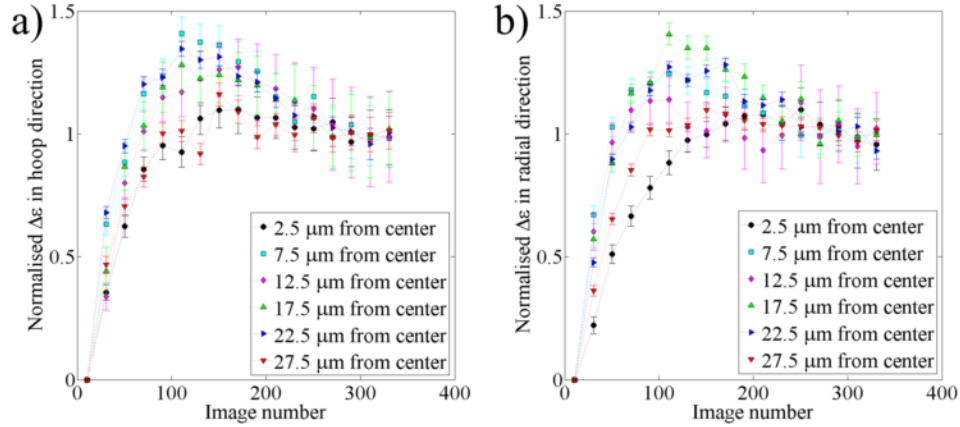 a)
Normalised Δε in hoop direction
1.5
1
0.5
0
0
100
200
300
400
Image number
2.5 μm from center
7.5 μm from center
12.5 μm from center
17.5 μm from center
22.5 μm from center
27.5 μm from center
b)
Normalised Δε in radial direction
1.5
1
0.5
0
0
100
200
300
400
Image number
2.5 μm from center
7.5 μm from center
12.5 μm from center
17.5 μm from center
22.5 μm from center
27.5 μm from center